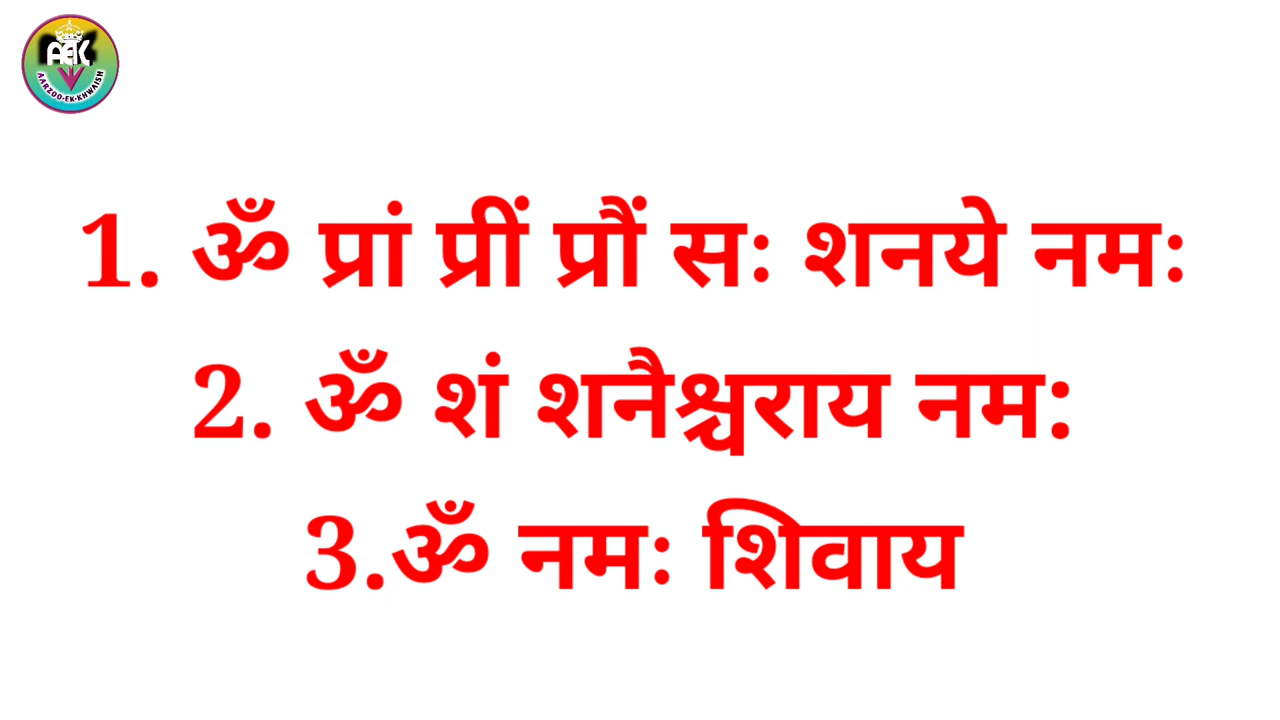 AEK
AARZOO-EK-KHWAISH
1. ॐ प्रां प्रीं प्रौं सः शनये नमः
2. ॐ शं शनैश्चराय नम:
3.ॐ नमः शिवाय